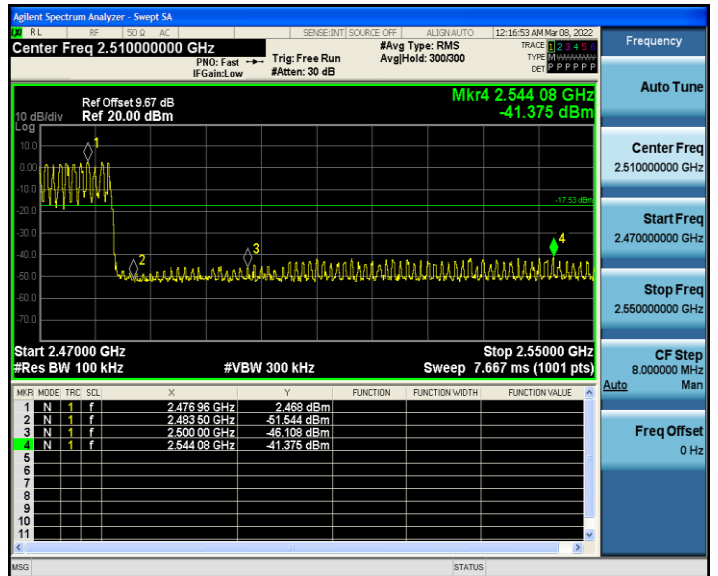 Agilent Spectrum Analyzer - Swept SA
RL RF 50 Ω AC SENSE:INT SOURCE OFF ALIGNAUTO 12:16:53 AM Mar 08, 2022
Center Freq 2.510000000 GHz
#Avg Type: RMS
TRACE 1 2 3 4 5 6
PNO: Fast Trig: Free Run Avg|Hold: 300/300
TYPE M
IFGain:Low #Atten: 30 dB
DET P P P P P P
Mkr4 2.544 08 GHz
-41.375 dBm
Ref Offset 9.67 dB
10 dB/div Ref 20.00 dBm
Log
10.0
0.00
-10.0
-20.0
-30.0
-40.0
-50.0
-60.0
-70.0
1
2
3
4
-17.53 dBm
Start 2.47000 GHz Stop 2.55000 GHz
#Res BW 100 kHz #VBW 300 kHz Sweep 7.667 ms (1001 pts)
MKR MODE TRC SCL X Y FUNCTION FUNCTION WIDTH FUNCTION VALUE
1 N 1 f 2.476 96 GHz 2.468 dBm
2 N 1 f 2.483 50 GHz -51.544 dBm
3 N 1 f 2.500 00 GHz -46.108 dBm
4 N 1 f 2.544 08 GHz -41.375 dBm
5
6
7
8
9
10
11
MSG STATUS
Frequency
Auto Tune
Center Freq
2.510000000 GHz
Start Freq
2.470000000 GHz
Stop Freq
2.550000000 GHz
CF Step
8.000000 MHz
Auto Man
Freq Offset
0 Hz